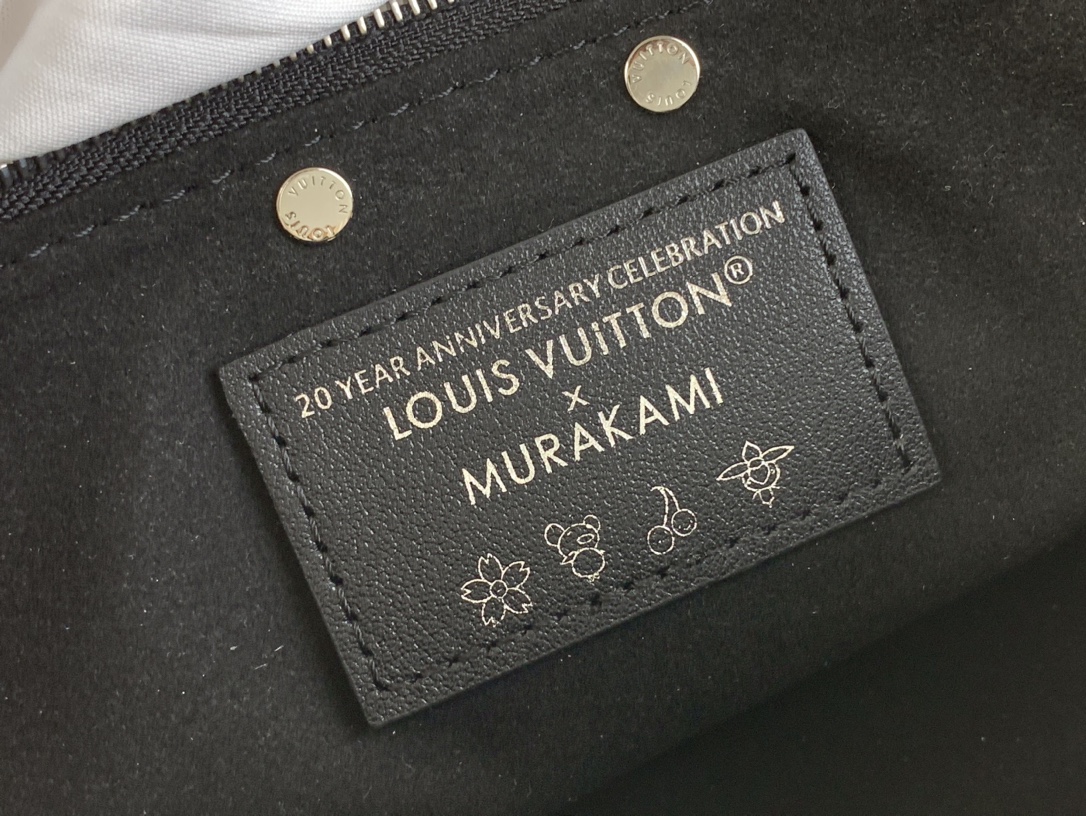 VUITTON
LOUIS
VUITTON
LOUIS
20 YEAR ANNIVERSARY CELEBRATION
LOUIS VUiTTON®
x
MURAKAMI